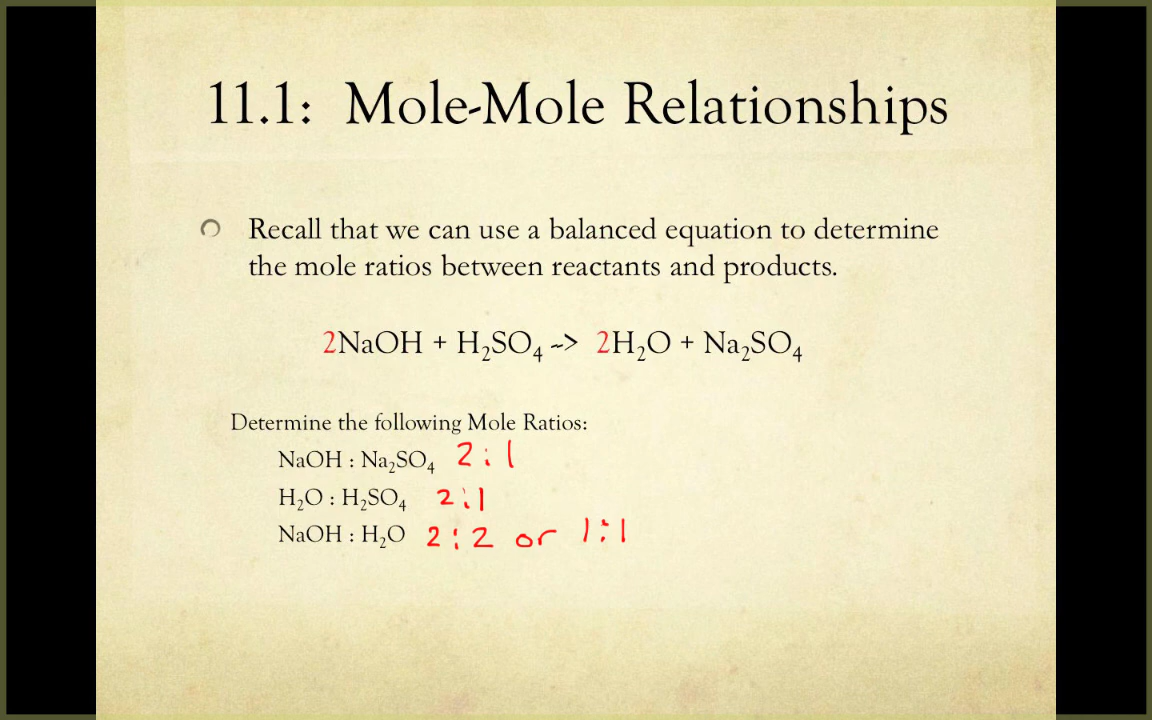 11.1: Mole-Mole Relationships
Recall that we can use a balanced equation to determine
the mole ratios between reactants and products.
2NaOH + H₂SO₄ --> 2H₂O + Na₂SO₄
Determine the following Mole Ratios:
NaOH : Na₂SO₄ 2:1
H₂O : H₂SO₄ 2:1
NaOH : H₂O 2:2 or 1:1